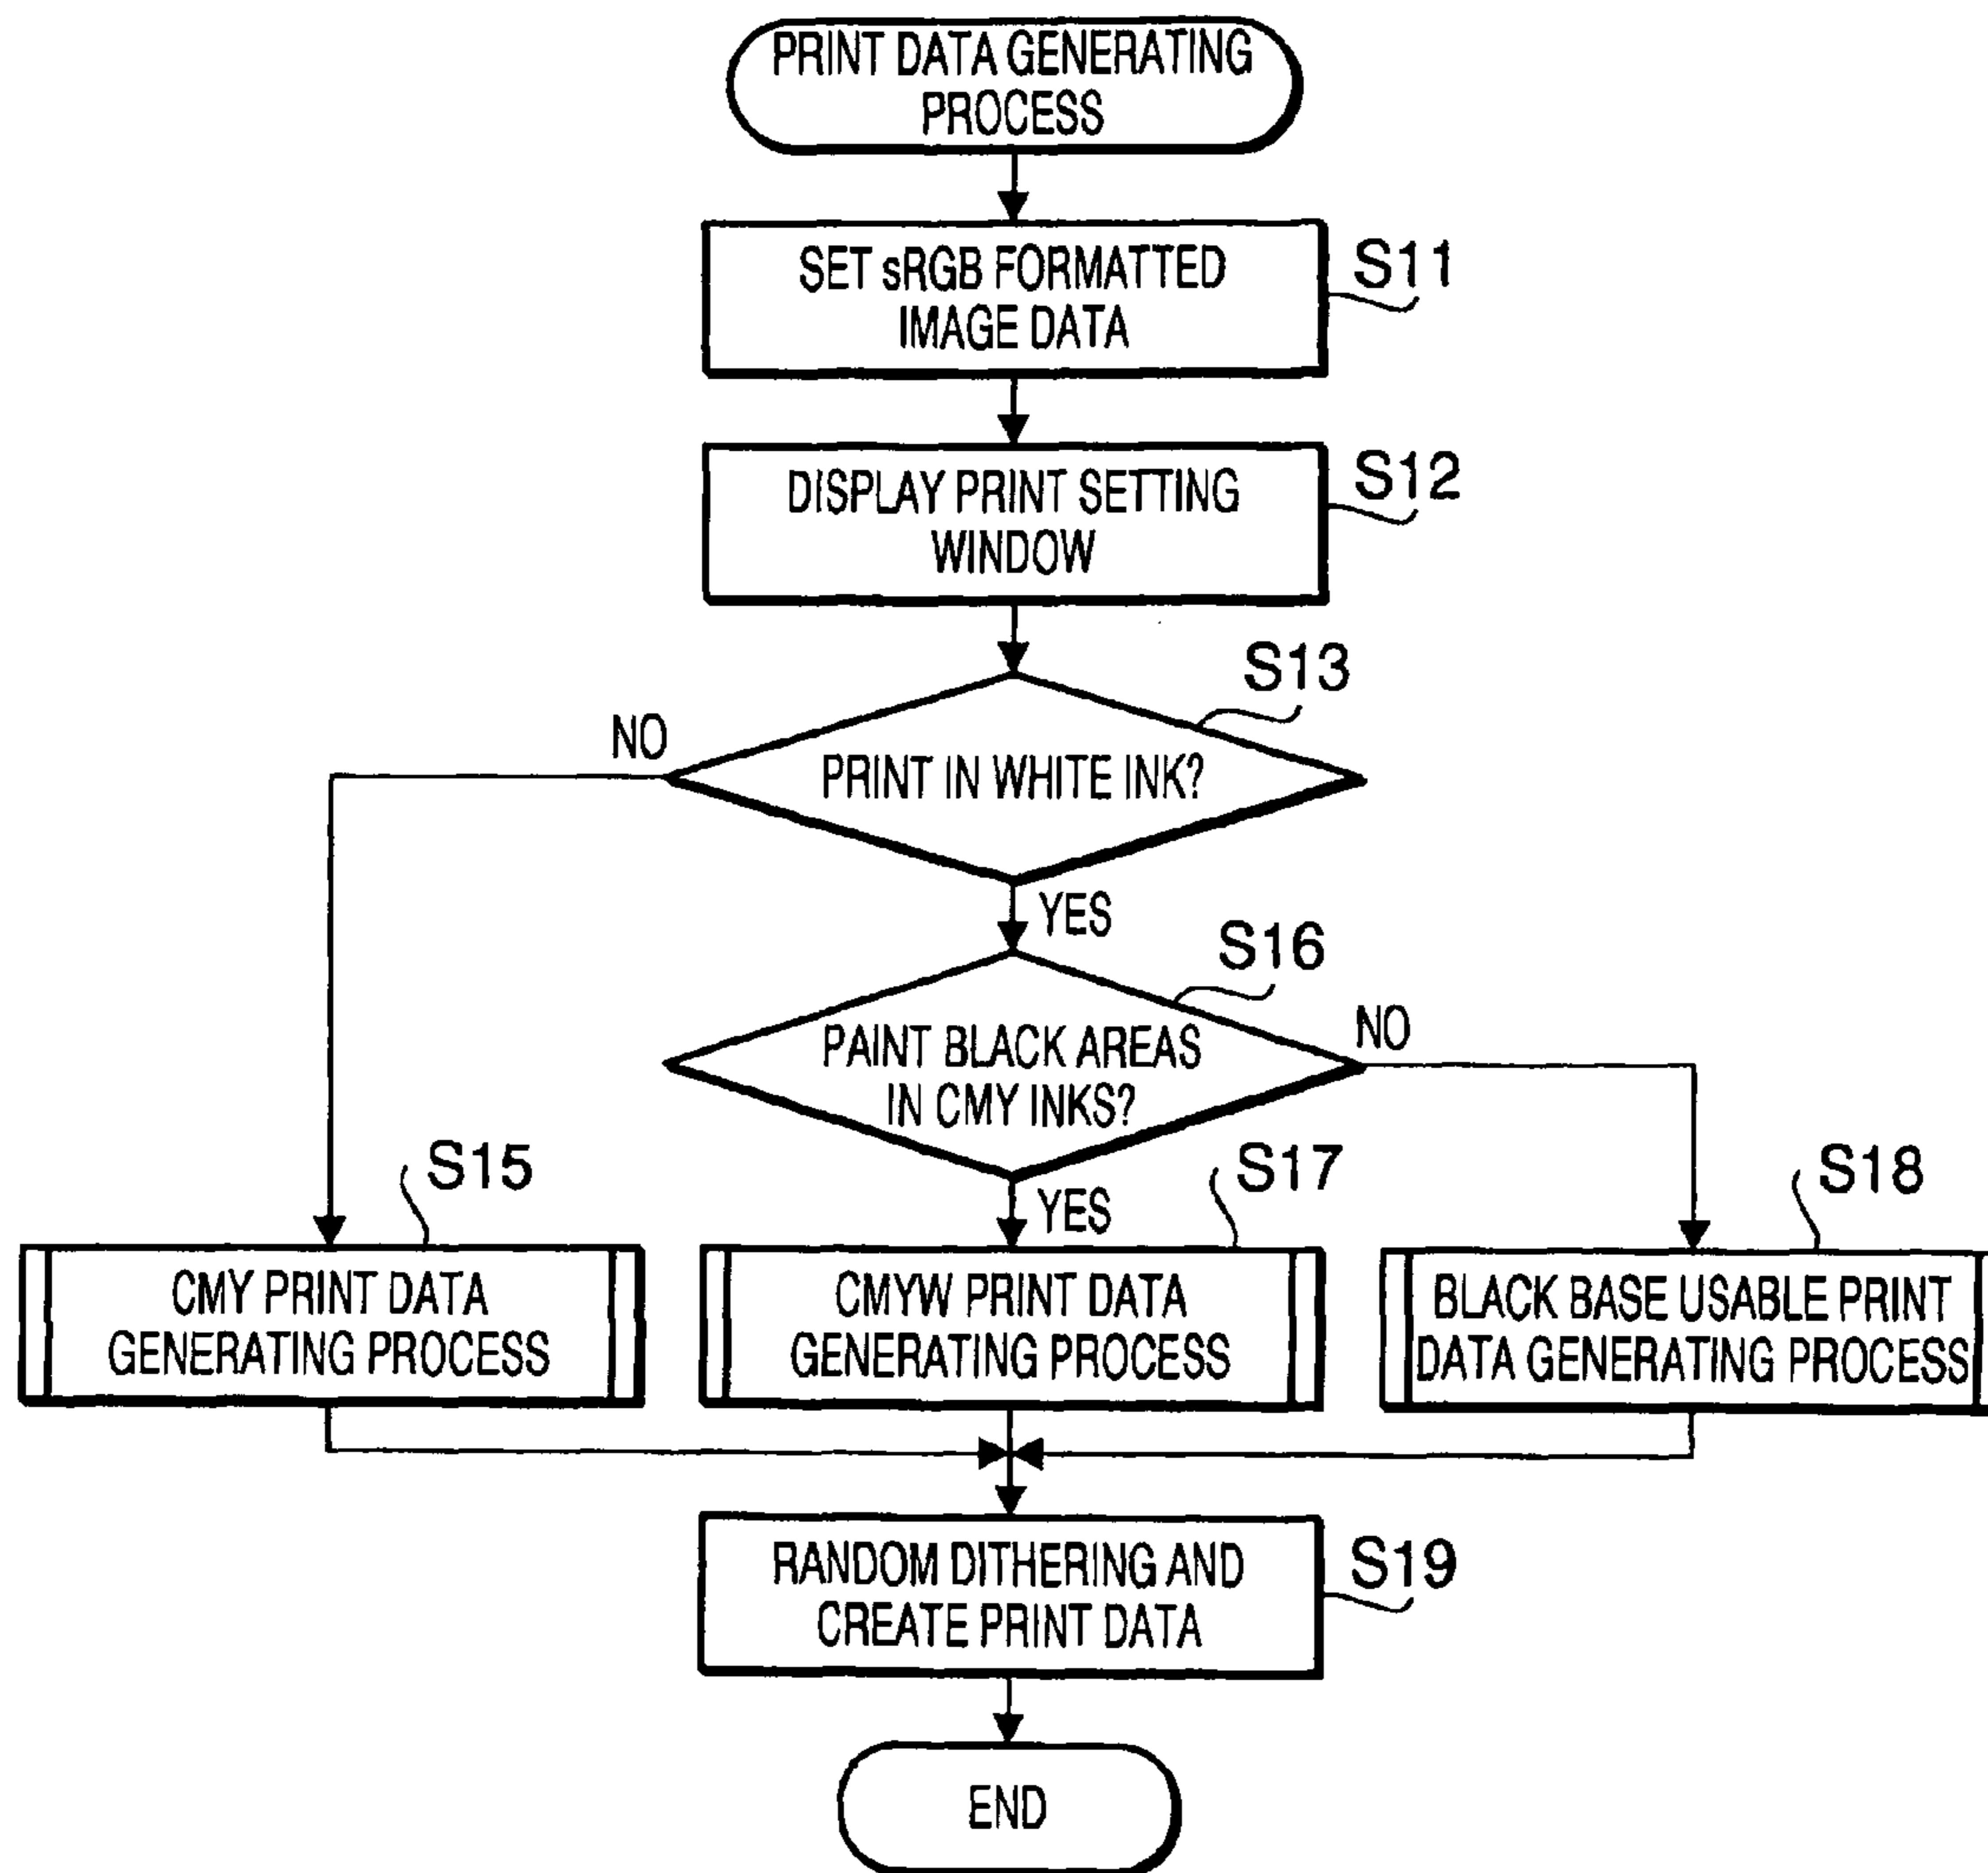 PRINT DATA GENERATING
PROCESS
SET sRGB FORMATTED
IMAGE DATA
S11
DISPLAY PRINT SETTING
WINDOW
S12
S13
NO
PRINT IN WHITE INK?
YES
S16
PAINT BLACK AREAS
IN CMY INKS?
NO
YES
S15
CMY PRINT DATA
GENERATING PROCESS
S17
CMYW PRINT DATA
GENERATING PROCESS
S18
BLACK BASE USABLE PRINT
DATA GENERATING PROCESS
RANDOM DITHERING AND
CREATE PRINT DATA
S19
END